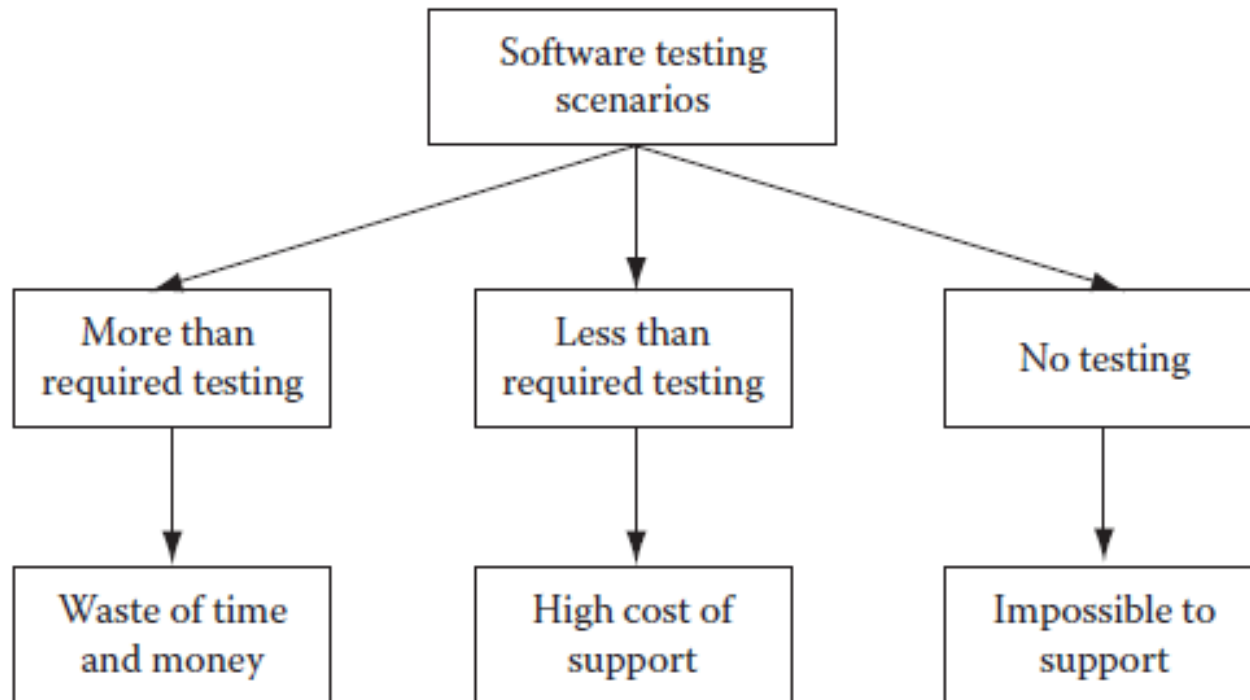 Software testing
scenarios
More than
required testing
Less than
required testing
No testing
Waste of time
and money
High cost of
support
Impossible to
support